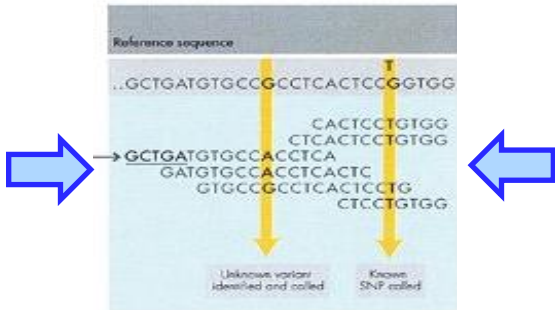 Reference sequence
T
..GCTGATGTGCCGCCTCACTCCGGTGG
CACTCCTGTGG
CTCACTCCTGTGG
GCTGATGTGCCACCTCA
GATGTGCCACCTCACTC
GTGCCGCCTCACTCCTG
CTCCTGTGG
Unknown variant
identified and called
Known
SNP called